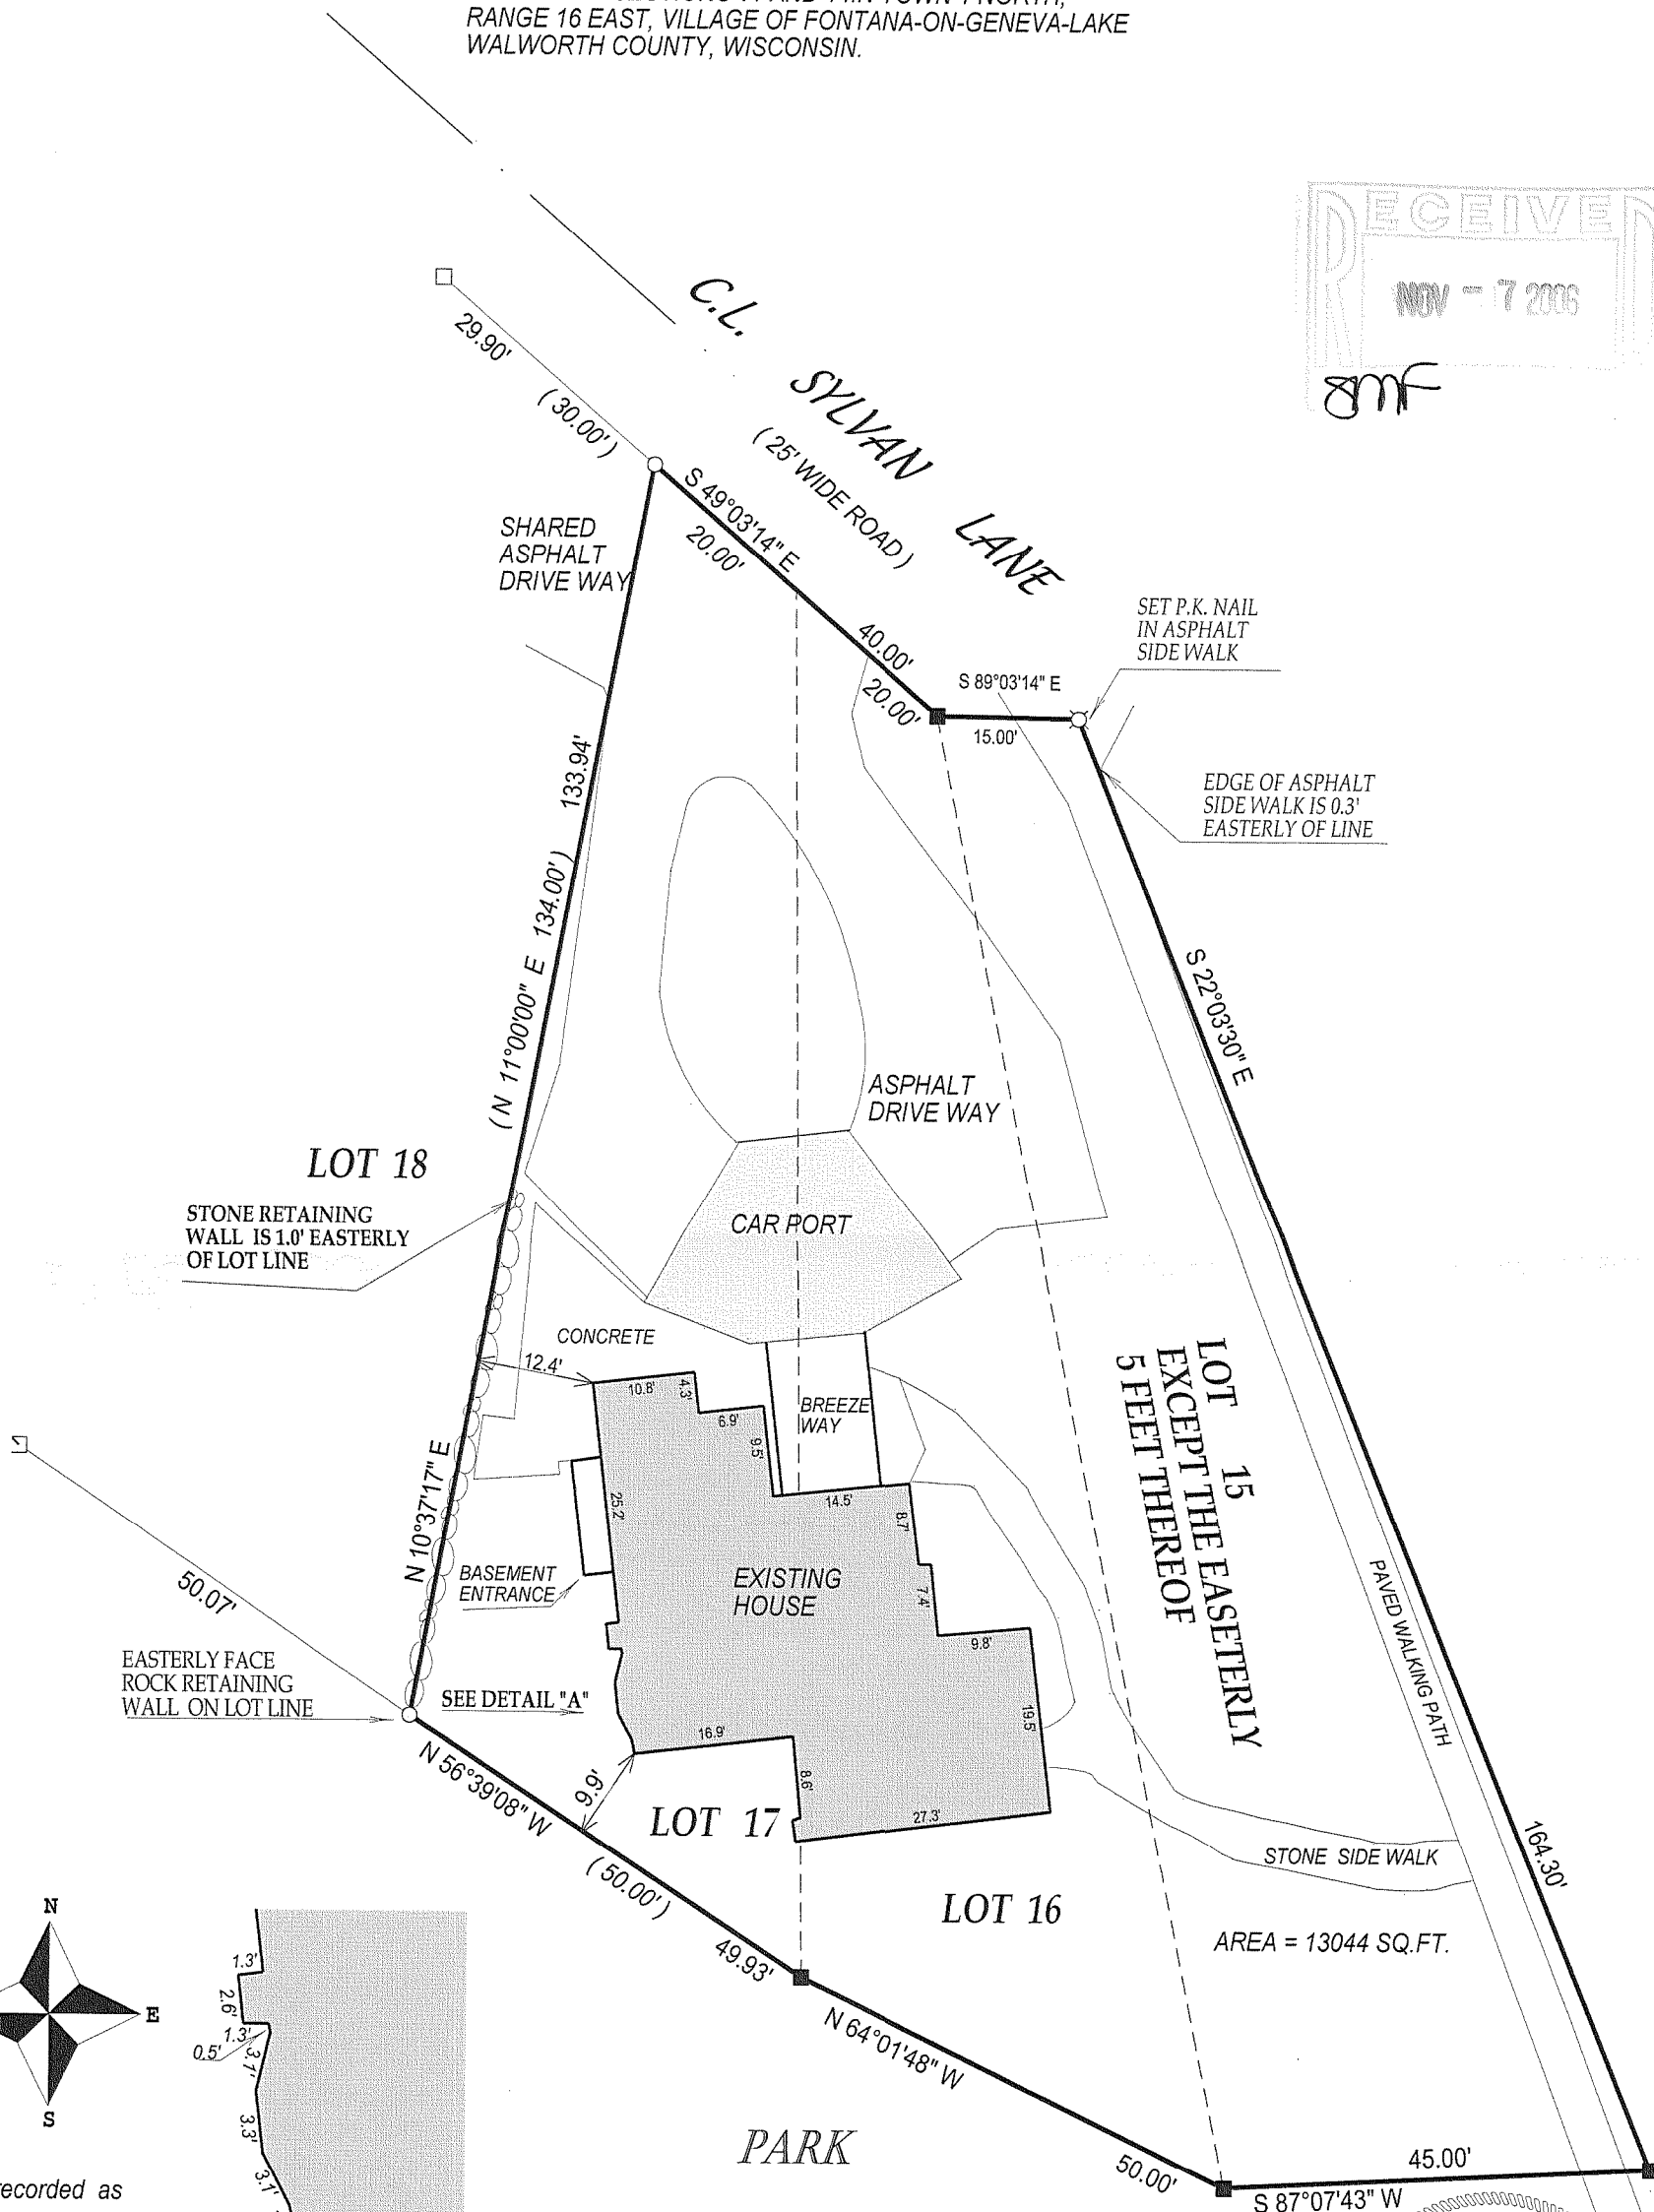 RANGE 16 EAST, VILLAGE OF FONTANA-ON-GENEVA-LAKE
WALWORTH COUNTY, WISCONSIN.
RECEIVED
NOV - 7 2006
C.L. SYLVAN LANE
( 25' WIDE ROAD )
29.90'
( 30.00' )
S 49°03'14" E
20.00'
40.00'
20.00'
SHARED
ASPHALT
DRIVE WAY
SET P.K. NAIL
IN ASPHALT
SIDE WALK
S 89°03'14" E
15.00'
EDGE OF ASPHALT
SIDE WALK IS 0.3'
EASTERLY OF LINE
133.94'
( N 11°00'00" E 134.00' )
S 22°03'30" E
ASPHALT
DRIVE WAY
LOT 18
STONE RETAINING
WALL IS 1.0' EASTERLY
OF LOT LINE
CAR PORT
CONCRETE
12.4'
10.8'
4.3'
6.9'
9.5'
BREEZE
WAY
14.5'
8.7'
LOT 15
EXCEPT THE EASETERLY
5 FEET THEREOF
N 10°37'17" E
25.2'
50.07'
BASEMENT
ENTRANCE
EXISTING
HOUSE
7.4'
9.8'
PAVED WALKING PATH
EASTERLY FACE
ROCK RETAINING
WALL ON LOT LINE
SEE DETAIL "A"
16.9'
19.5'
8.6'
27.3'
N 56°39'08" W
9.9'
LOT 17
( 50.00' )
49.93'
STONE SIDE WALK
164.30'
LOT 16
AREA = 13044 SQ.FT.
N
E
S
1.3'
2.6'
1.3'
0.5'
3.1'
3.3'
3.1'
N 64°01'48" W
50.00'
PARK
45.00'
S 87°07'43" W
recorded as